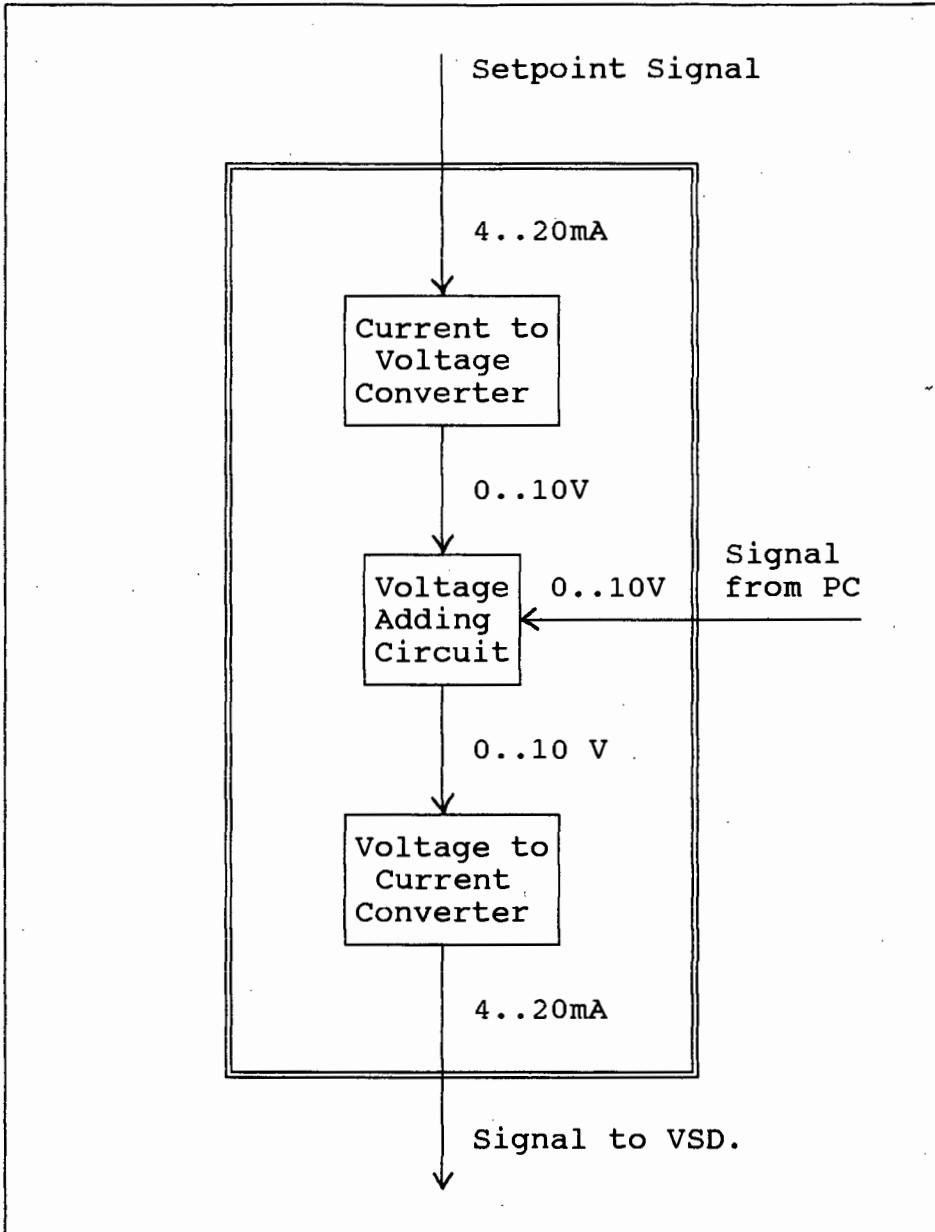 Setpoint Signal
4..20mA
Current to
Voltage
Converter
0..10V
Voltage
Adding
Circuit
0..10V
Signal
from PC
0..10 V
Voltage to
Current
Converter
4..20mA
Signal to VSD.